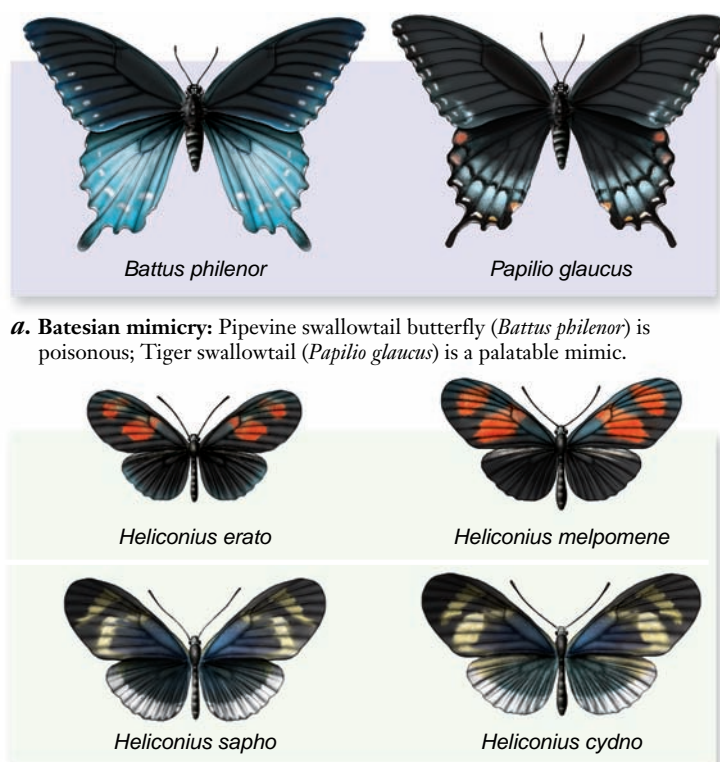 Battus philenor
Papilio glaucus
a. Batesian mimicry: Pipevine swallowtail butterfly (Battus philenor) is
poisonous; Tiger swallowtail (Papilio glaucus) is a palatable mimic.
Heliconius erato
Heliconius melpomene
Heliconius sapho
Heliconius cydno